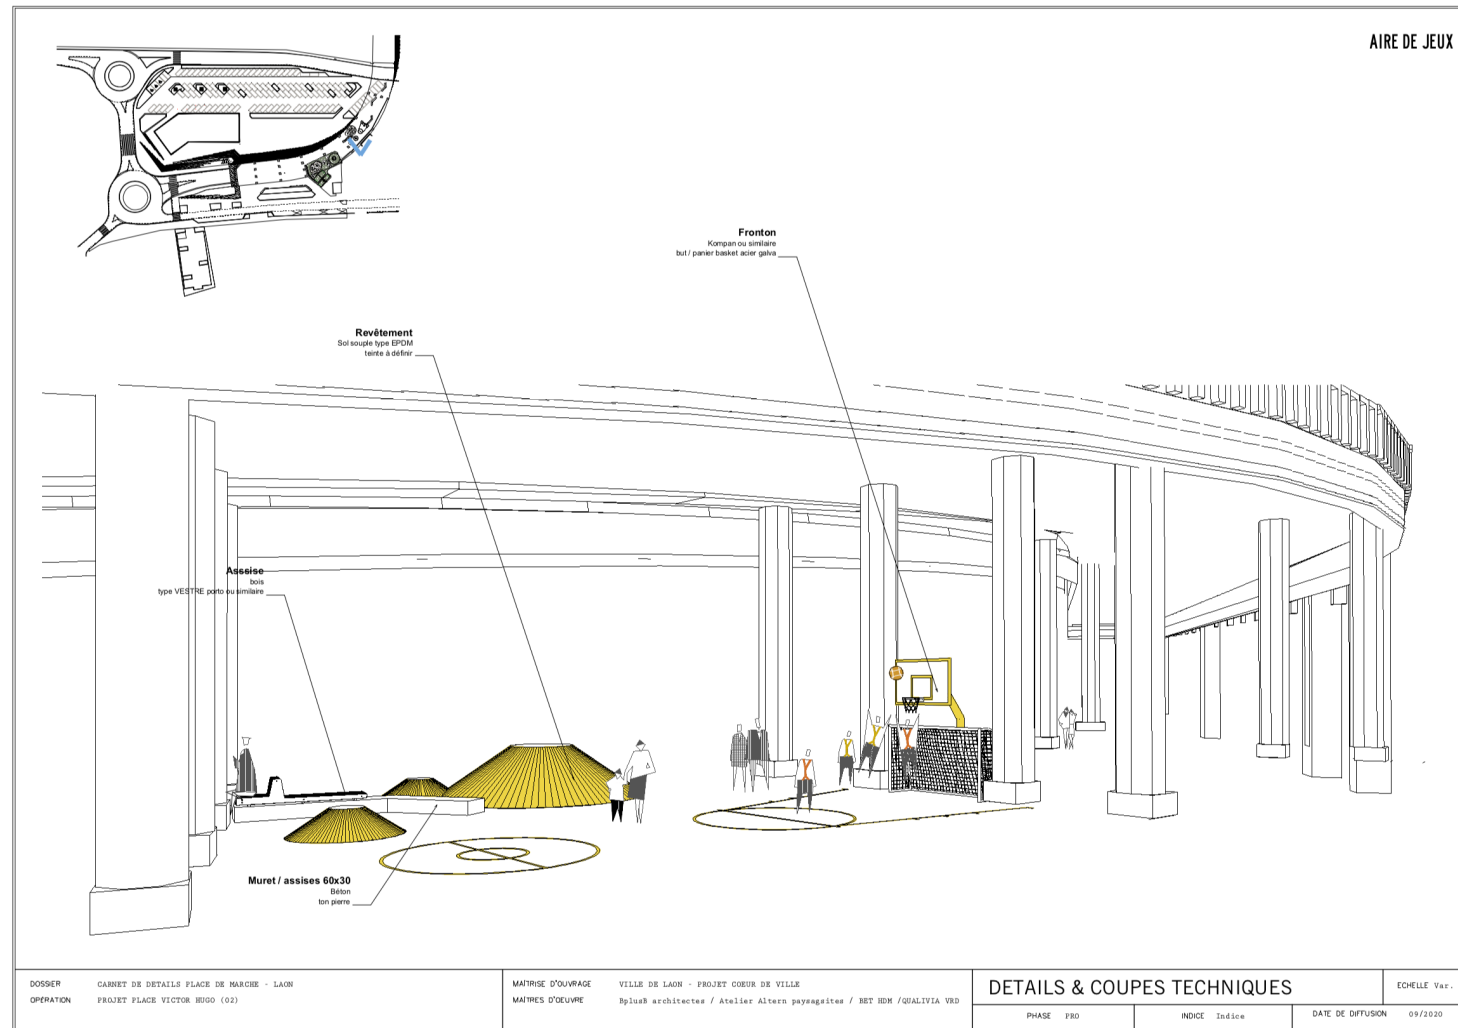 AIRE DE JEUX
Fronton
Kompan ou similaire
but / panier basket acier galva
Revêtement
Sol souple type EPDM
teinte à définir
Asssise
bois
type VESTRE porto ou similaire
Muret / assises 60x30
Béton
ton pierre
DOSSIER CARNET DE DETAILS PLACE DE MARCHE - LAON
OPÉRATION PROJET PLACE VICTOR HUGO (02)
MAÎTRISE D'OUVRAGE VILLE DE LAON - PROJET COEUR DE VILLE
MAÎTRES D'OEUVRE BplusB architectes / Atelier Altern paysagsites / BET HDM /QUALIVIA VRD
DETAILS & COUPES TECHNIQUES
ECHELLE Var.
PHASE PRO
INDICE Indice
DATE DE DIFFUSION 09/2020